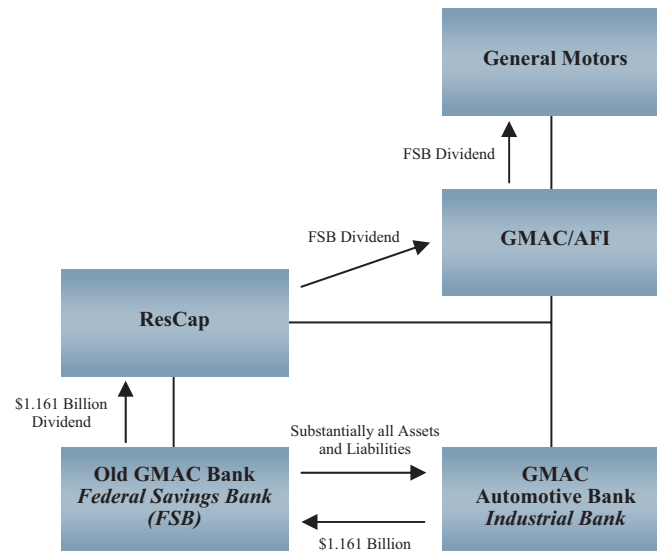 General Motors
FSB Dividend
GMAC/AFI
FSB Dividend
ResCap
$1.161 Billion
Dividend
Substantially all Assets
and Liabilities
Old GMAC Bank
Federal Savings Bank
(FSB)
GMAC
Automotive Bank
Industrial Bank
$1.161 Billion